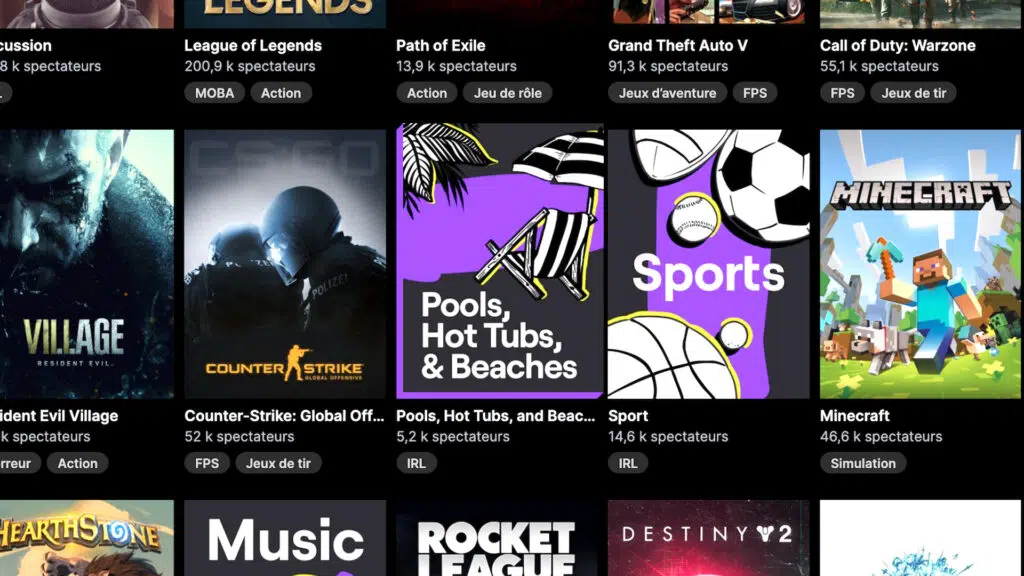 LEGENDS
cussion
League of Legends
Path of Exile
Grand Theft Auto V
Call of Duty: Warzone
8 k spectateurs
200,9 k spectateurs
13,9 k spectateurs
91,3 k spectateurs
55,1 k spectateurs
MOBA
Action
Action
Jeu de rôle
Jeux d’aventure
FPS
FPS
Jeux de tir
VILLAGE
RESIDENT EVIL
CS:GO
POLIZEI
COUNTER STRIKE
GLOBAL OFFENSIVE
Pools,
Hot Tubs,
& Beaches
Sports
MINECRAFT
ident Evil Village
Counter-Strike: Global Off...
Pools, Hot Tubs, and Beac...
Sport
Minecraft
k spectateurs
52 k spectateurs
5,2 k spectateurs
14,6 k spectateurs
46,6 k spectateurs
rreur
Action
FPS
Jeux de tir
IRL
IRL
Simulation
HEARTHSTONE
Music
ROCKET
LEAGUE
DESTINY 2